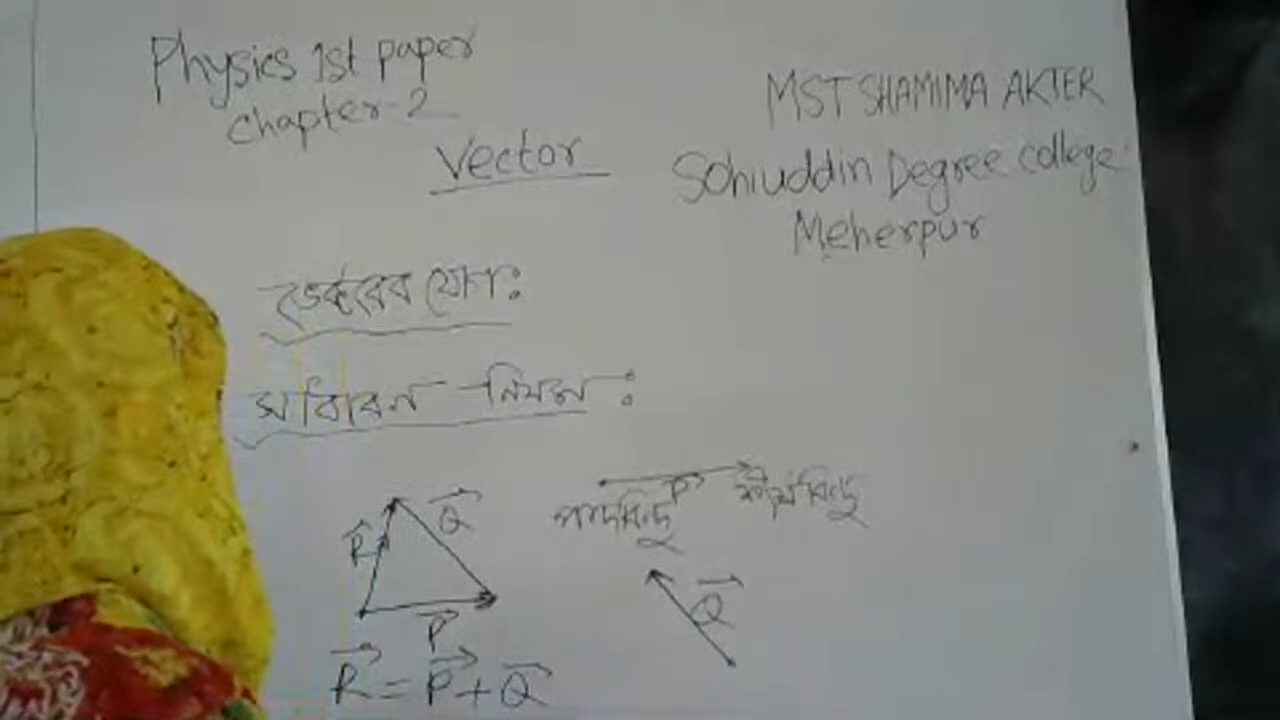 Physics 1st paper
chapter-2
Vector
MST SHAMIMA AKTER
Sohiuddin Degree college
Meherpur
ভেক্টরের যোগ:
সাধারণ নিয়ম:
R
Q
P
R = P + Q
P
পাদবিন্দু শীর্ষবিন্দু
Q